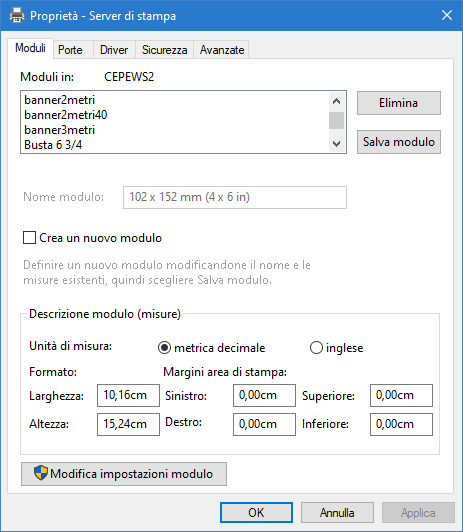 Proprietà - Server di stampa
Moduli Porte Driver Sicurezza Avanzate
Moduli in: CEPEWS2
banner2metri
banner2metri40
banner3metri
Busta 6 3/4
Elimina
Salva modulo
Nome modulo: 102 x 152 mm (4 x 6 in)
Crea un nuovo modulo
Definire un nuovo modulo modificandone il nome e le
misure esistenti, quindi scegliere Salva modulo.
Descrizione modulo (misure)
Unità di misura: metrica decimale inglese
Formato: Margini area di stampa:
Larghezza: 10,16cm Sinistro: 0,00cm Superiore: 0,00cm
Altezza: 15,24cm Destro: 0,00cm Inferiore: 0,00cm
Modifica impostazioni modulo
OK Annulla Applica